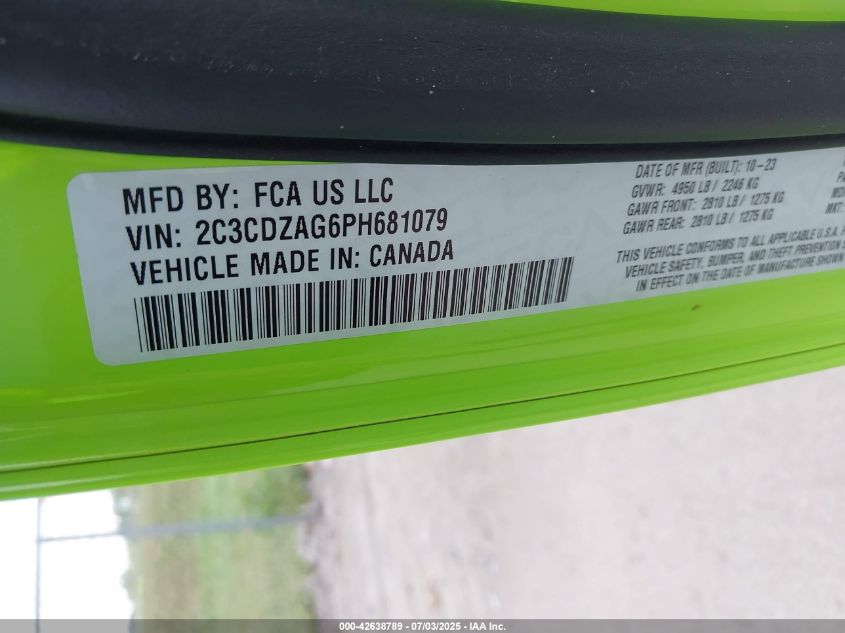 MFD BY: FCA US LLC
VIN: 2C3CDZAG6PH681079
VEHICLE MADE IN: CANADA
DATE OF MFR (BUILT): 10-23
GVWR: 4950 LB / 2246 KG
GAWR FRONT: 2810 LB / 1275 KG
GAWR REAR: 2810 LB / 1275 KG
THIS VEHICLE CONFORMS TO ALL APPLICABLE U.S.A.
VEHICLE SAFETY, BUMPER, AND THEFT PREVENTION
IN EFFECT ON THE DATE OF MANUFACTURE SHOWN
MKT:
000-42638789 - 07/03/2025 - IAA Inc.